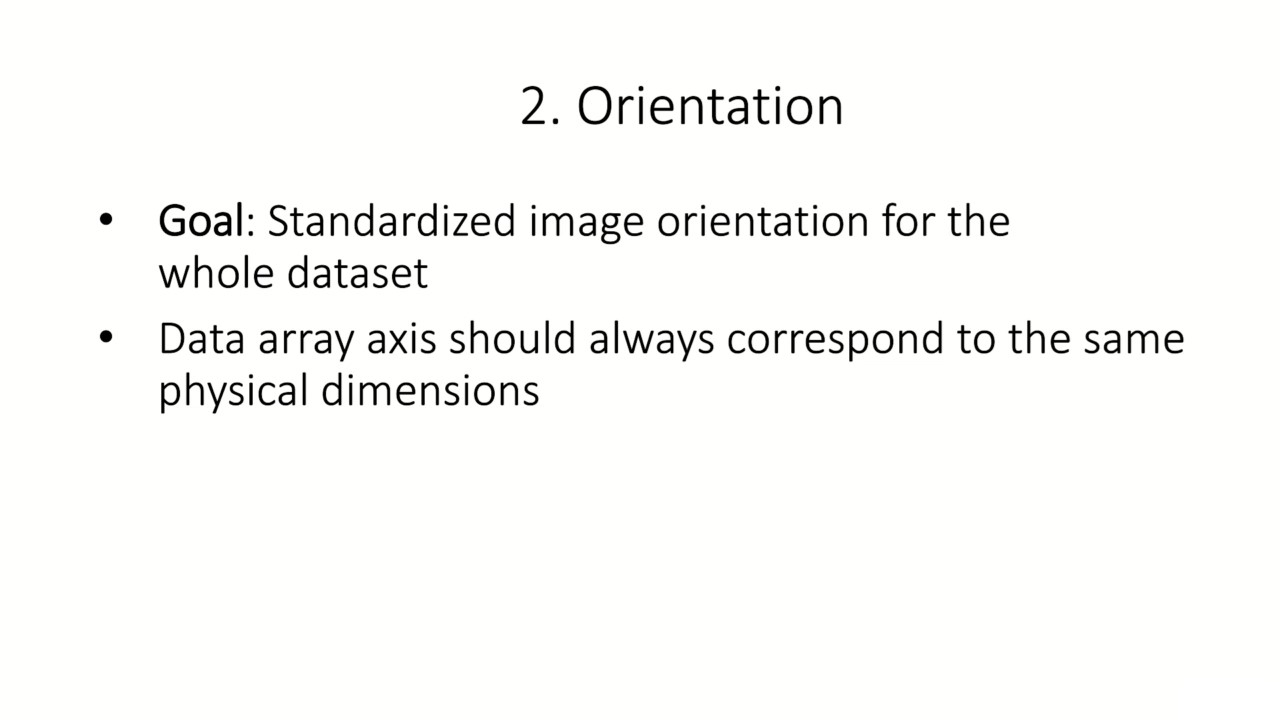 2. Orientation
• Goal: Standardized image orientation for the
whole dataset
• Data array axis should always correspond to the same
physical dimensions